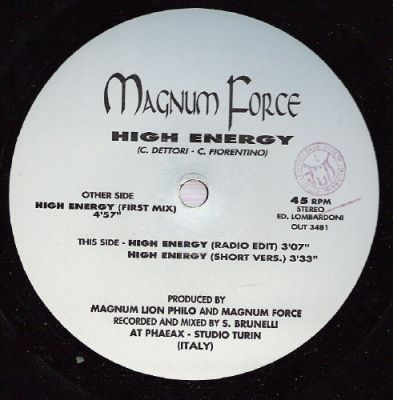 MAGNUM FORCE
HIGH ENERGY
(C. DETTORI - C. FIORENTINO)
OTHER SIDE
HIGH ENERGY (FIRST MIX)
4'57"
45 RPM
STEREO
ED. LOMBARDONI
OUT 3481
THIS SIDE - HIGH ENERGY (RADIO EDIT) 3'07"
HIGH ENERGY (SHORT VERS.) 3'33"
PRODUCED BY
MAGNUM LION PHILO AND MAGNUM FORCE
RECORDED AND MIXED BY S. BRUNELLI
AT PHAEAX - STUDIO TURIN
(ITALY)